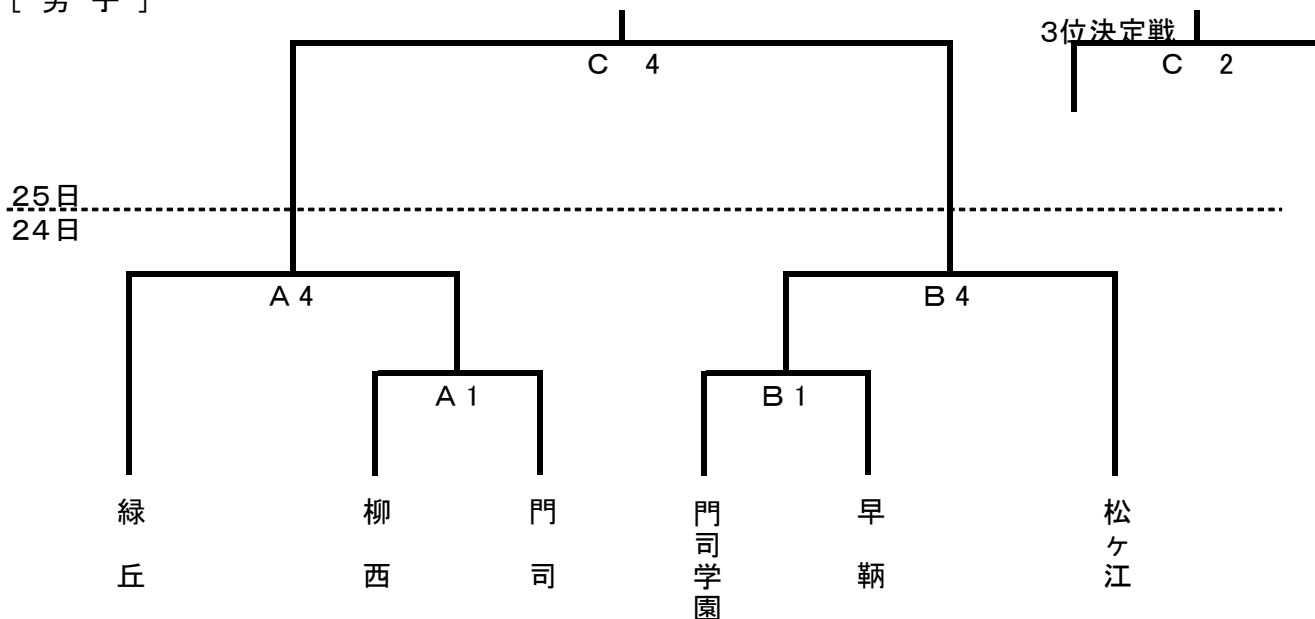 [ 男 子 ]
3位決定戦
C 4
C 2
25日
24日
A 4
B 4
A 1
B 1
緑丘
柳西
門司
門司学園
早鞆
松ヶ江